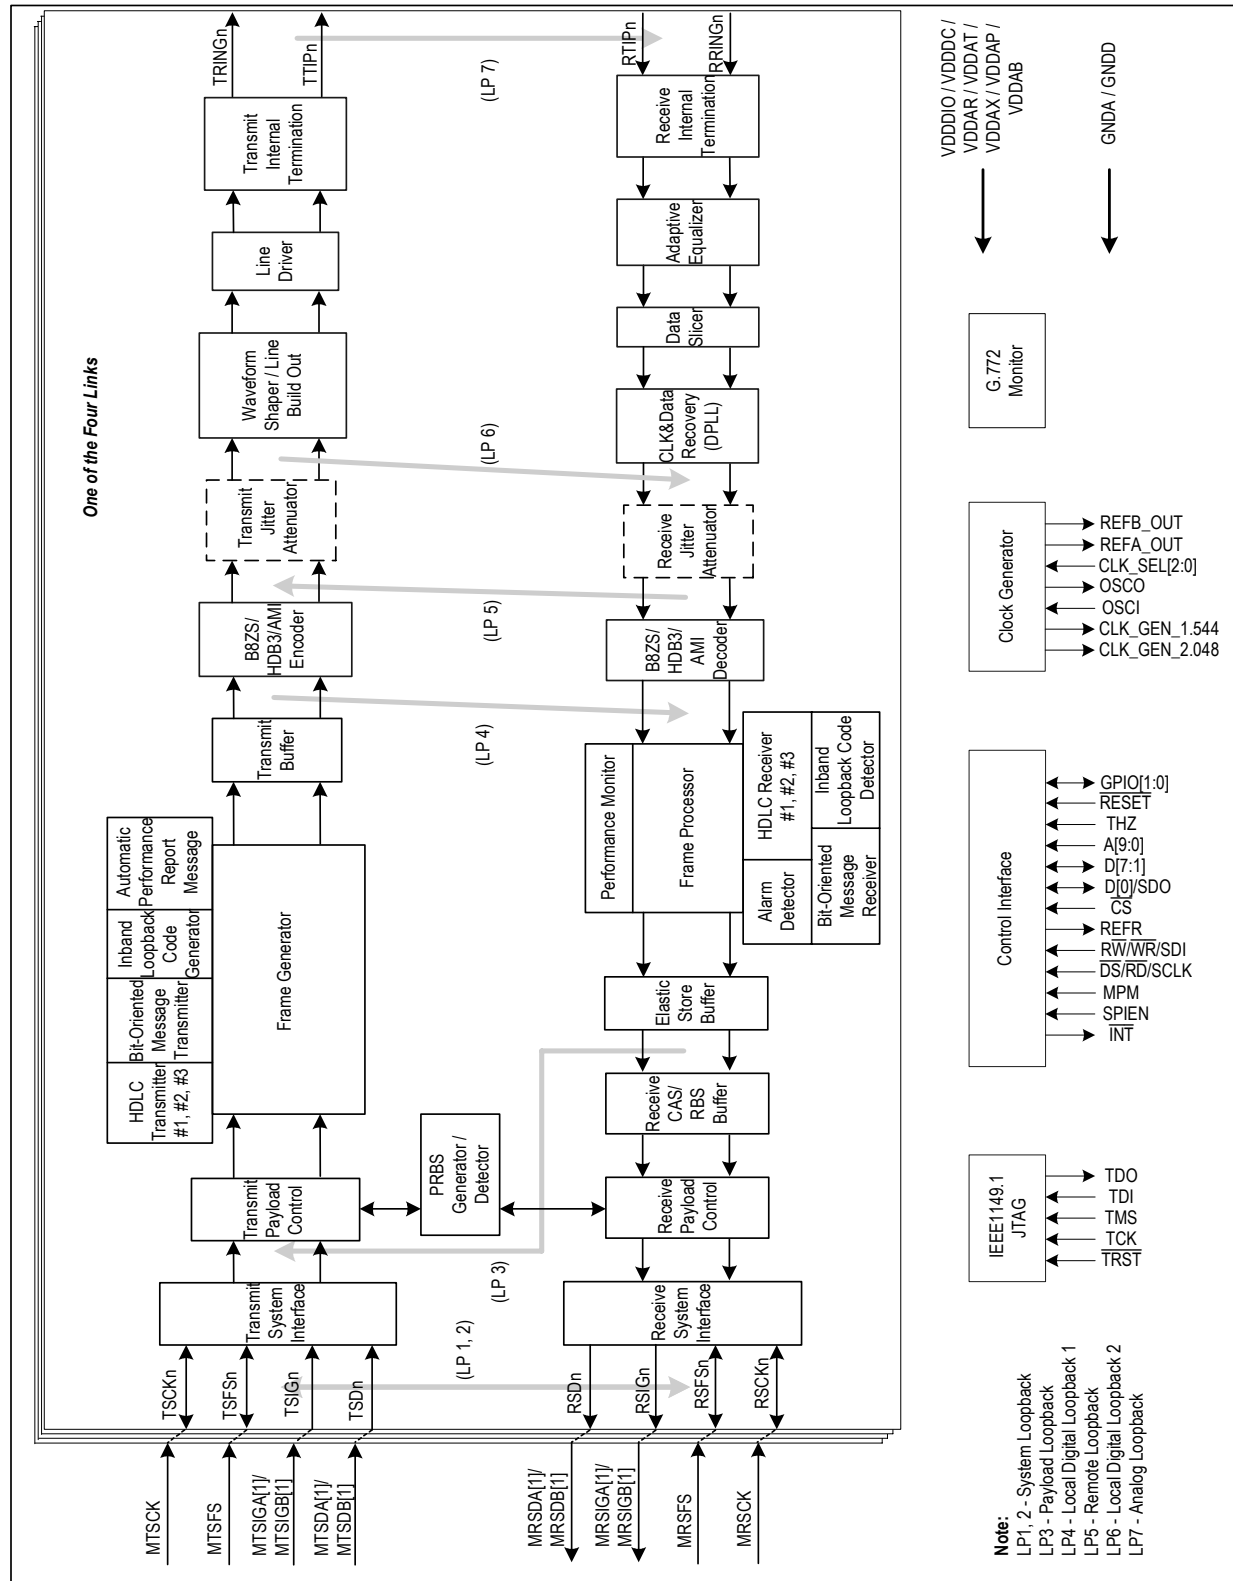 One of the Four Links
TRINGn
TTIPn
Transmit
Internal
Termination
Line
Driver
Waveform
Shaper / Line
Build Out
Transmit
Jitter
Attenuator
B8ZS/
HDB3/AMI
Encoder
Transmit
Buffer
Automatic
Performance
Report
Message
Inband
Loopback
Code
Generator
Bit-Oriented
Message
Transmitter
HDLC
Transmitter
#1, #2, #3
Frame Generator
Transmit
Payload
Control
Transmit
System
Interface
TSCKn
TSFSn
TSIGn
TSDn
MTSCK
MTSFS
MTSIGA[1]/
MTSIGB[1]
MTSDA[1]/
MTSDB[1]
(LP 7)
(LP 6)
(LP 5)
(LP 4)
(LP 3)
(LP 1, 2)
PRBS
Generator /
Detector
RTIPn
RRINGn
Receive
Internal
Termination
Adaptive
Equalizer
Data
Slicer
CLK&Data
Recovery
(DPLL)
Receive
Jitter
Attenuator
B8ZS/
HDB3/
AMI
Decoder
Performance Monitor
Frame Processor
HDLC Receiver
#1, #2, #3
Inband
Loopback Code
Detector
Alarm
Detector
Bit-Oriented
Message
Receiver
Elastic
Store
Buffer
Receive
CAS/
RBS
Buffer
Receive
Payload
Control
Receive
System
Interface
RSDn
RSIGn
RSFSn
RSCKn
MRSDA[1]/
MRSDB[1]
MRSIGA[1]/
MRSIGB[1]
MRSFS
MRSCK
VDDDIO / VDDDC /
VDDAR / VDDAT /
VDDAX / VDDAP /
VDDAB
GNDA / GNDD
G.772
Monitor
Clock Generator
REFB_OUT
REFA_OUT
CLK_SEL[2:0]
OSCO
OSCI
CLK_GEN_1.544
CLK_GEN_2.048
Control Interface
GPIO[1:0]
RESET
THZ
A[9:0]
D[7:1]
D[0]/SDO
CS
REFR
RW/WR/SDI
DS/RD/SCLK
MPM
SPIEN
INT
IEEE1149.1
JTAG
TDO
TDI
TMS
TCK
TRST
Note:
LP1, 2 - System Loopback
LP3 - Payload Loopback
LP4 - Local Digital Loopback 1
LP5 - Remote Loopback
LP6 - Local Digital Loopback 2
LP7 - Analog Loopback